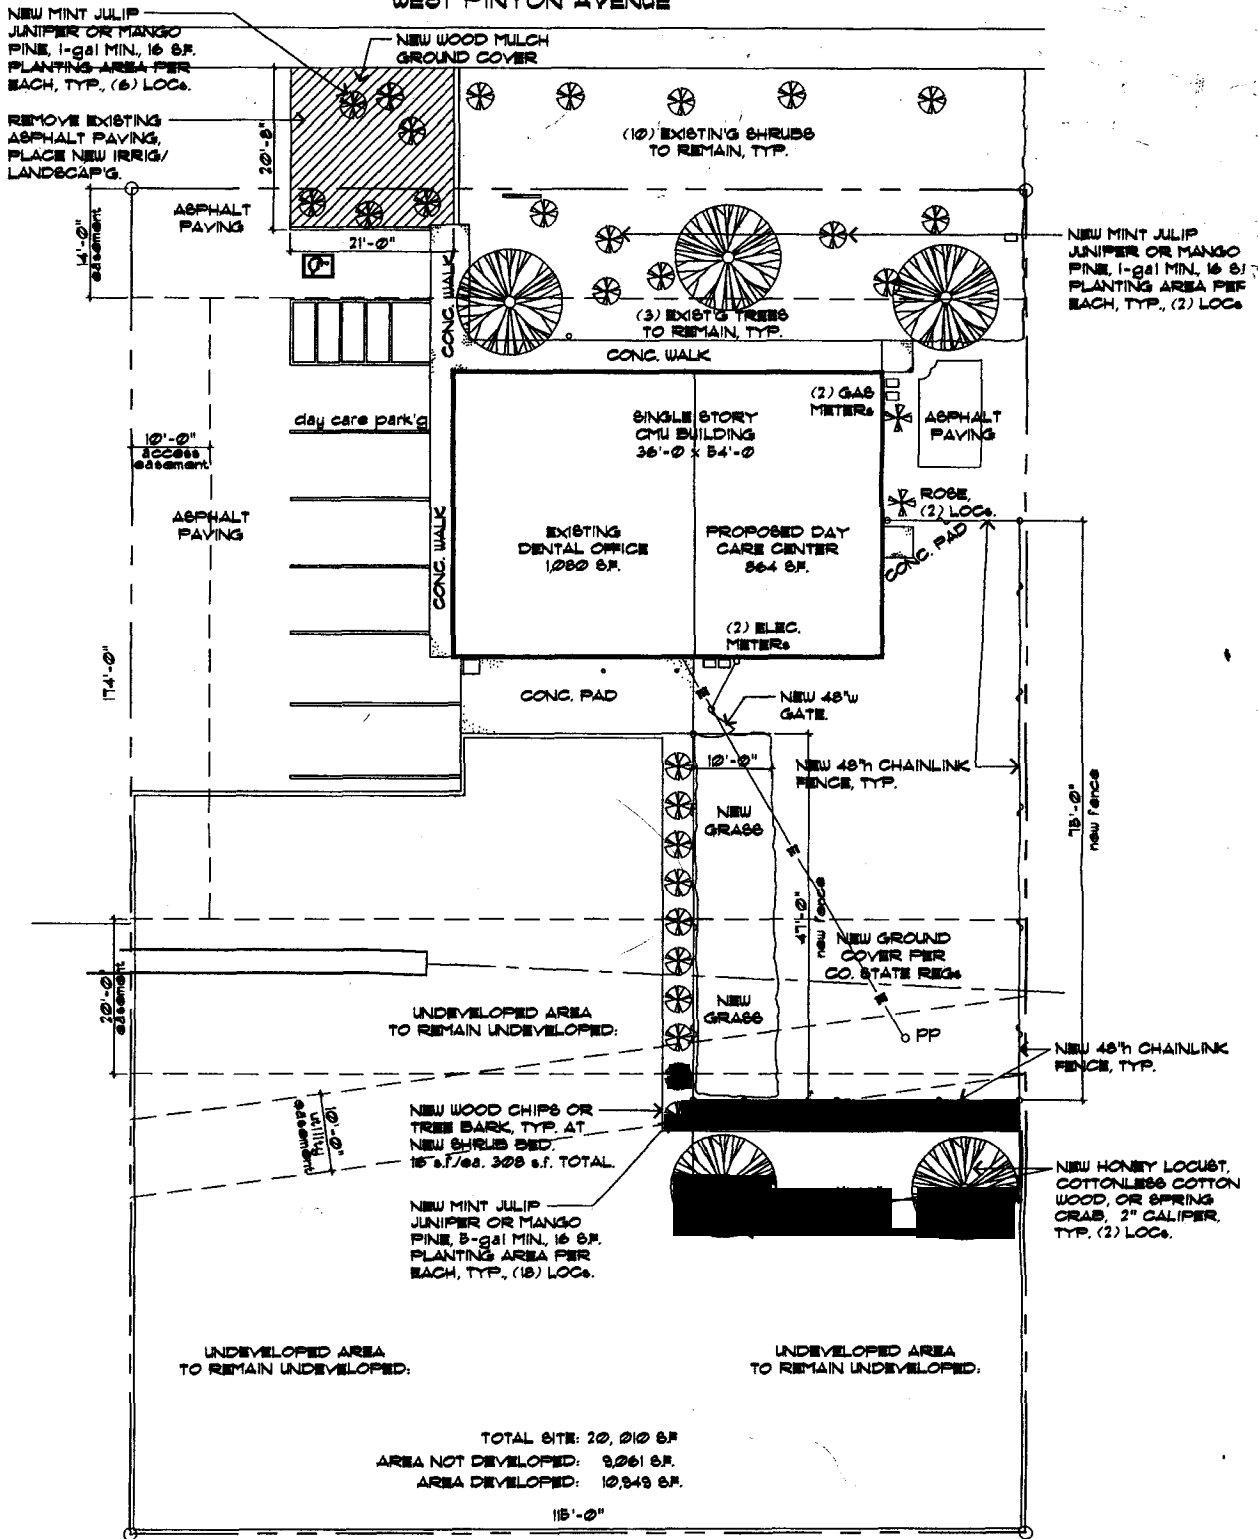 WEST PINYON AVENUE
NEW MINT JULIP
JUNIPER OR MANGO
PINE, 1-gal MIN., 16 S.F.
PLANTING AREA PER
EACH, TYP., (6) LOCs.
NEW WOOD MULCH
GROUND COVER
REMOVE EXISTING
ASPHALT PAVING,
PLACE NEW IRRIG/
LANDSCAP'G.
20'-8"
(10) EXISTIN'G SHRUBS
TO REMAIN, TYP.
ASPHALT
PAVING
14'-0"
easement
21'-0"
CONC. WALK
NEW MINT JULIP
JUNIPER OR MANGO
PINE, 1-gal MIN., 16 S.F
PLANTING AREA PER
EACH, TYP., (2) LOCs
(3) EXIST'G TREES
TO REMAIN, TYP.
CONC. WALK
(2) GAS
METERs
SINGLE STORY
CMU BUILDING
36'-0 x 54'-0
ASPHALT
PAVING
day care park'g
10'-0"
access
easement
ASPHALT
PAVING
CONC. WALK
EXISTING
DENTAL OFFICE
1,080 S.F.
PROPOSED DAY
CARE CENTER
864 S.F.
ROSE,
(2) LOCs.
CONC. PAD
(2) ELEC.
METERs
174'-0"
CONC. PAD
NEW 48"w
GATE.
10'-0"
NEW 48"h CHAINLINK
FENCE, TYP.
NEW
GRASS
73'-0"
new fence
47'-0"
new fence
NEW GROUND
COVER PER
CO. STATE REGs
20'-0"
easement
NEW
GRASS
UNDEVELOPED AREA
TO REMAIN UNDEVELOPED:
PP
NEW 48"h CHAINLINK
FENCE, TYP.
10'-0"
utility
easement
NEW WOOD CHIPS OR
TREE BARK, TYP. AT
NEW SHRUB BED.
16 s.f./ea. 308 s.f. TOTAL.
NEW MINT JULIP
JUNIPER OR MANGO
PINE, 5-gal MIN., 16 S.F.
PLANTING AREA PER
EACH, TYP., (18) LOCs.
NEW HONEY LOCUST,
COTTONLESS COTTON
WOOD, OR SPRING
CRAB, 2" CALIPER,
TYP. (2) LOCs.
UNDEVELOPED AREA
TO REMAIN UNDEVELOPED:
UNDEVELOPED AREA
TO REMAIN UNDEVELOPED:
TOTAL SITE: 20,010 S.F
AREA NOT DEVELOPED: 9,061 S.F.
AREA DEVELOPED: 10,949 S.F.
115'-0"